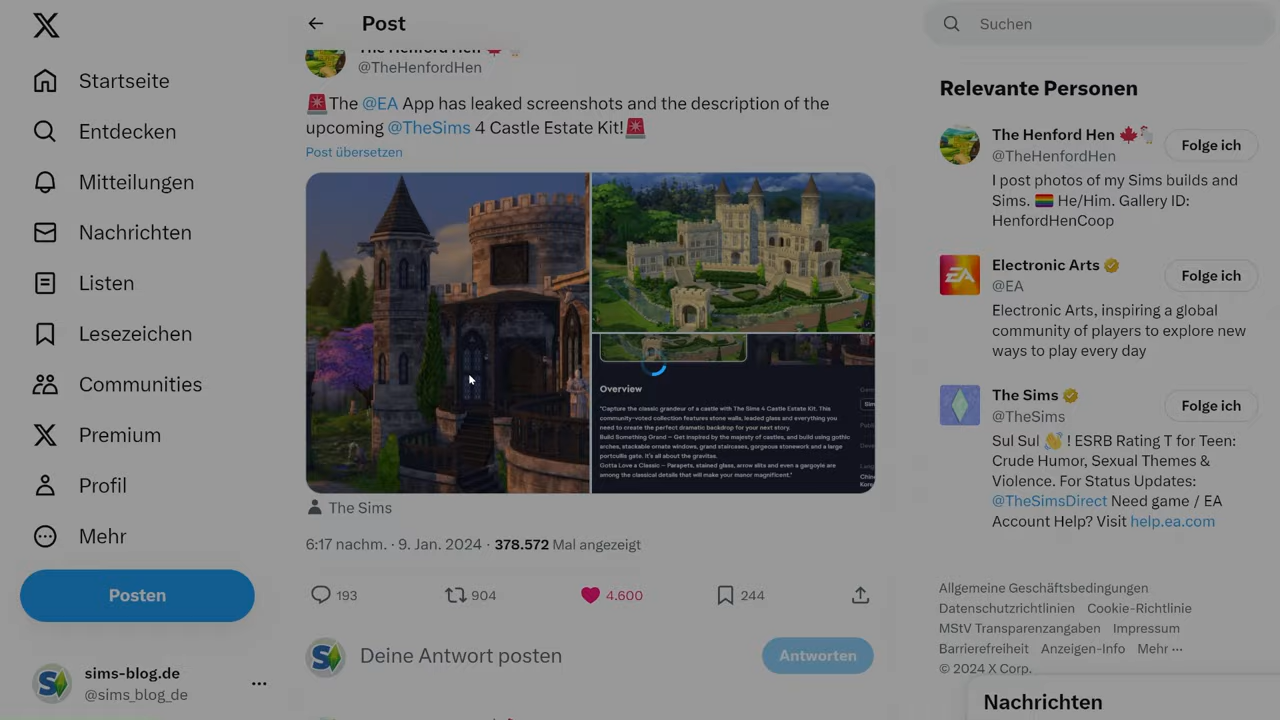 Post
Suchen
Startseite
Entdecken
Mitteilungen
Nachrichten
Listen
Lesezeichen
Communities
Premium
Profil
Mehr
Posten
sims-blog.de
@sims_blog_de
The Henford Hen
@TheHenfordHen
🚨The @EA App has leaked screenshots and the description of the
upcoming @TheSims 4 Castle Estate Kit!🚨
Post übersetzen
Overview
"Capture the classic grandeur of a castle with The Sims 4 Castle Estate Kit. This
community-voted collection features stone walls, leaded glass and everything you
need to create the perfect dramatic backdrop for your next story.
Build Something Grand – Get inspired by the majesty of castles, and build using gothic
arches, stackable ornate windows, grand staircases, gorgeous stonework and a large
portcullis gate. It's all about the gravitas.
Gotta Love a Classic – Parapets, stained glass, arrow slits and even a gargoyle are
among the classical details that will make your manor magnificent."
The Sims
6:17 nachm. · 9. Jan. 2024 · 378.572 Mal angezeigt
193 904 4.600 244
Deine Antwort posten
Antworten
Relevante Personen
The Henford Hen 🍁
@TheHenfordHen
Folge ich
I post photos of my Sims builds and
Sims. 🏳️‍🌈 He/Him. Gallery ID:
HenfordHenCoop
Electronic Arts
@EA
Folge ich
Electronic Arts, inspiring a global
community of players to explore new
ways to play every day
The Sims
@TheSims
Folge ich
Sul Sul 👋 ! ESRB Rating T for Teen:
Crude Humor, Sexual Themes &
Violence. For Status Updates:
@TheSimsDirect Need game / EA
Account Help? Visit help.ea.com
Allgemeine Geschäftsbedingungen
Datenschutzrichtlinien Cookie-Richtlinie
MStV Transparenzangaben Impressum
Barrierefreiheit Anzeigen-Info Mehr ···
© 2024 X Corp.
Nachrichten